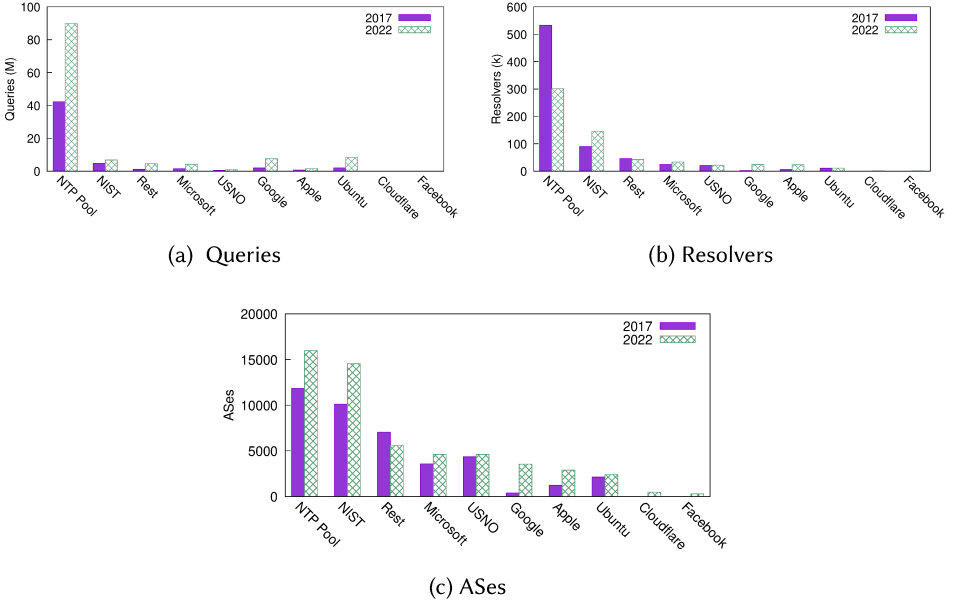 100
80
60
40
20
0
Queries (M)
2017
2022
NTP Pool
NIST
Rest
Microsoft
USNO
Google
Apple
Ubuntu
Cloudflare
Facebook
(a) Queries
600
500
400
300
200
100
0
Resolvers (k)
2017
2022
NTP Pool
NIST
Rest
Microsoft
USNO
Google
Apple
Ubuntu
Cloudflare
Facebook
(b) Resolvers
20000
15000
10000
5000
0
ASes
2017
2022
NTP Pool
NIST
Rest
Microsoft
USNO
Google
Apple
Ubuntu
Cloudflare
Facebook
(c) ASes